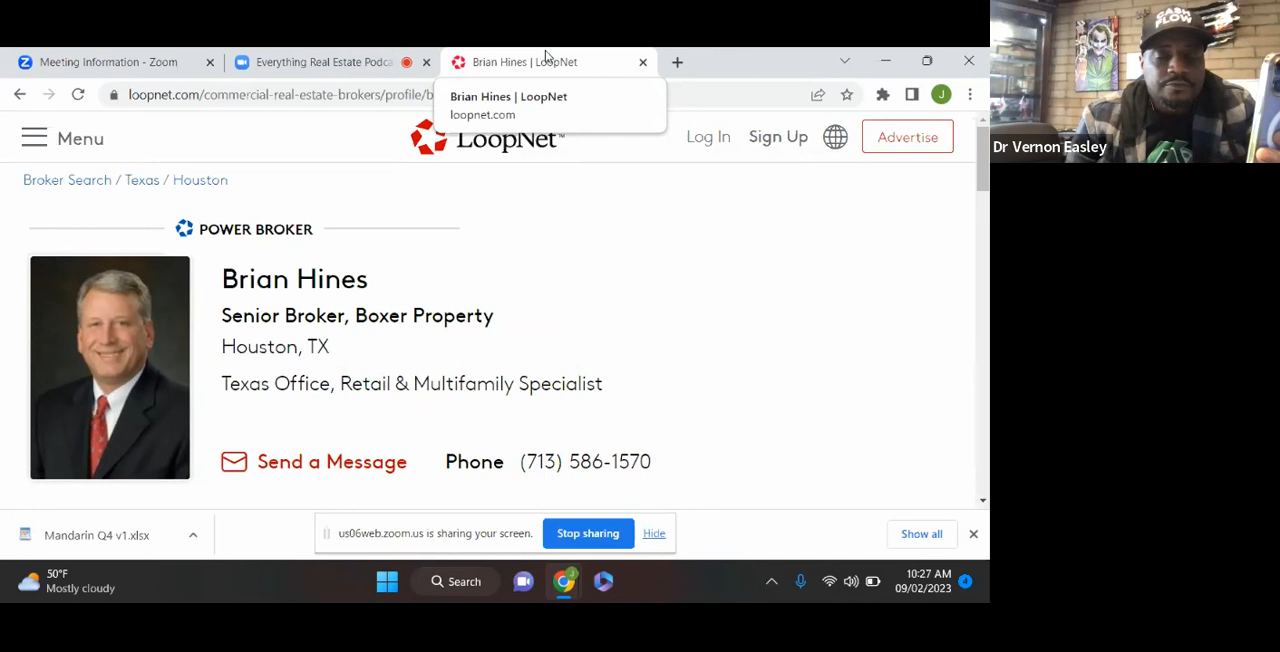 Meeting Information - Zoom
Everything Real Estate Podca
Brian Hines | LoopNet
loopnet.com/commercial-real-estate-brokers/profile/b
J
Brian Hines | LoopNet
loopnet.com
Menu
LoopNet™
Log In
Sign Up
Advertise
Broker Search / Texas / Houston
POWER BROKER
Brian Hines
Senior Broker, Boxer Property
Houston, TX
Texas Office, Retail & Multifamily Specialist
Send a Message
Phone (713) 586-1570
Mandarin Q4 v1.xlsx
us06web.zoom.us is sharing your screen.
Stop sharing
Hide
Show all
50°F
Mostly cloudy
Search
10:27 AM
09/02/2023
CASH
FLOW
Dr Vernon Easley